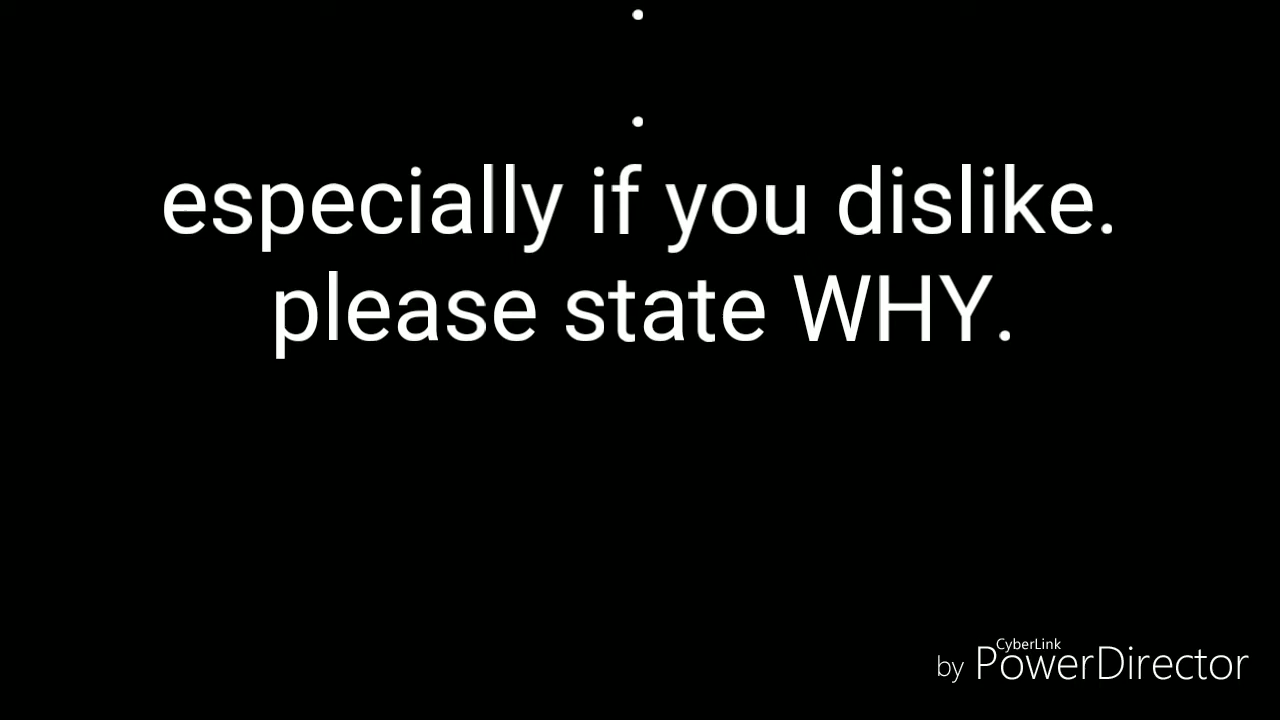 .
.
especially if you dislike.
please state WHY.
CyberLink
by PowerDirector